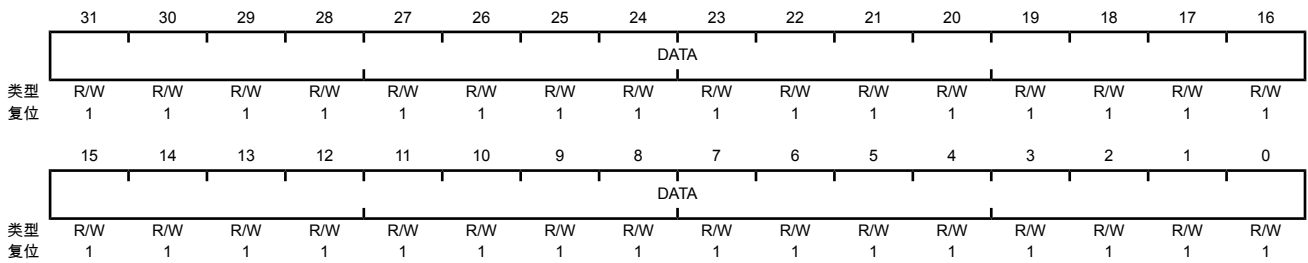 31 30 29 28 27 26 25 24 23 22 21 20 19 18 17 16
DATA
类型 R/W R/W R/W R/W R/W R/W R/W R/W R/W R/W R/W R/W R/W R/W R/W R/W
复位 1 1 1 1 1 1 1 1 1 1 1 1 1 1 1 1
15 14 13 12 11 10 9 8 7 6 5 4 3 2 1 0
DATA
类型 R/W R/W R/W R/W R/W R/W R/W R/W R/W R/W R/W R/W R/W R/W R/W R/W
复位 1 1 1 1 1 1 1 1 1 1 1 1 1 1 1 1